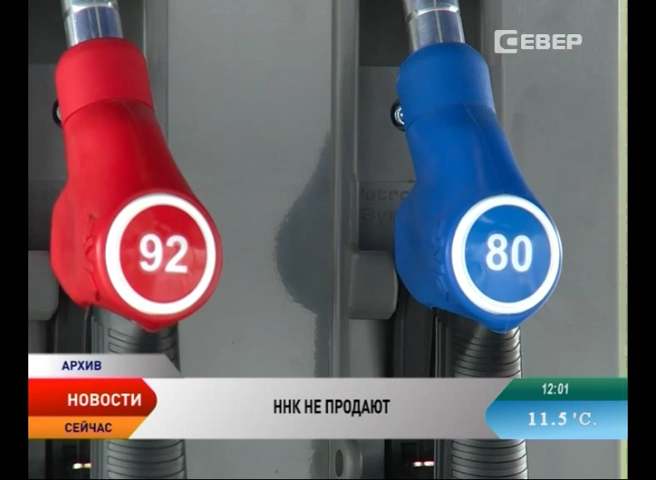 СЕВЕР
92
80
АРХИВ
НОВОСТИ
СЕЙЧАС
ННК НЕ ПРОДАЮТ
12:01
11.5 'С.